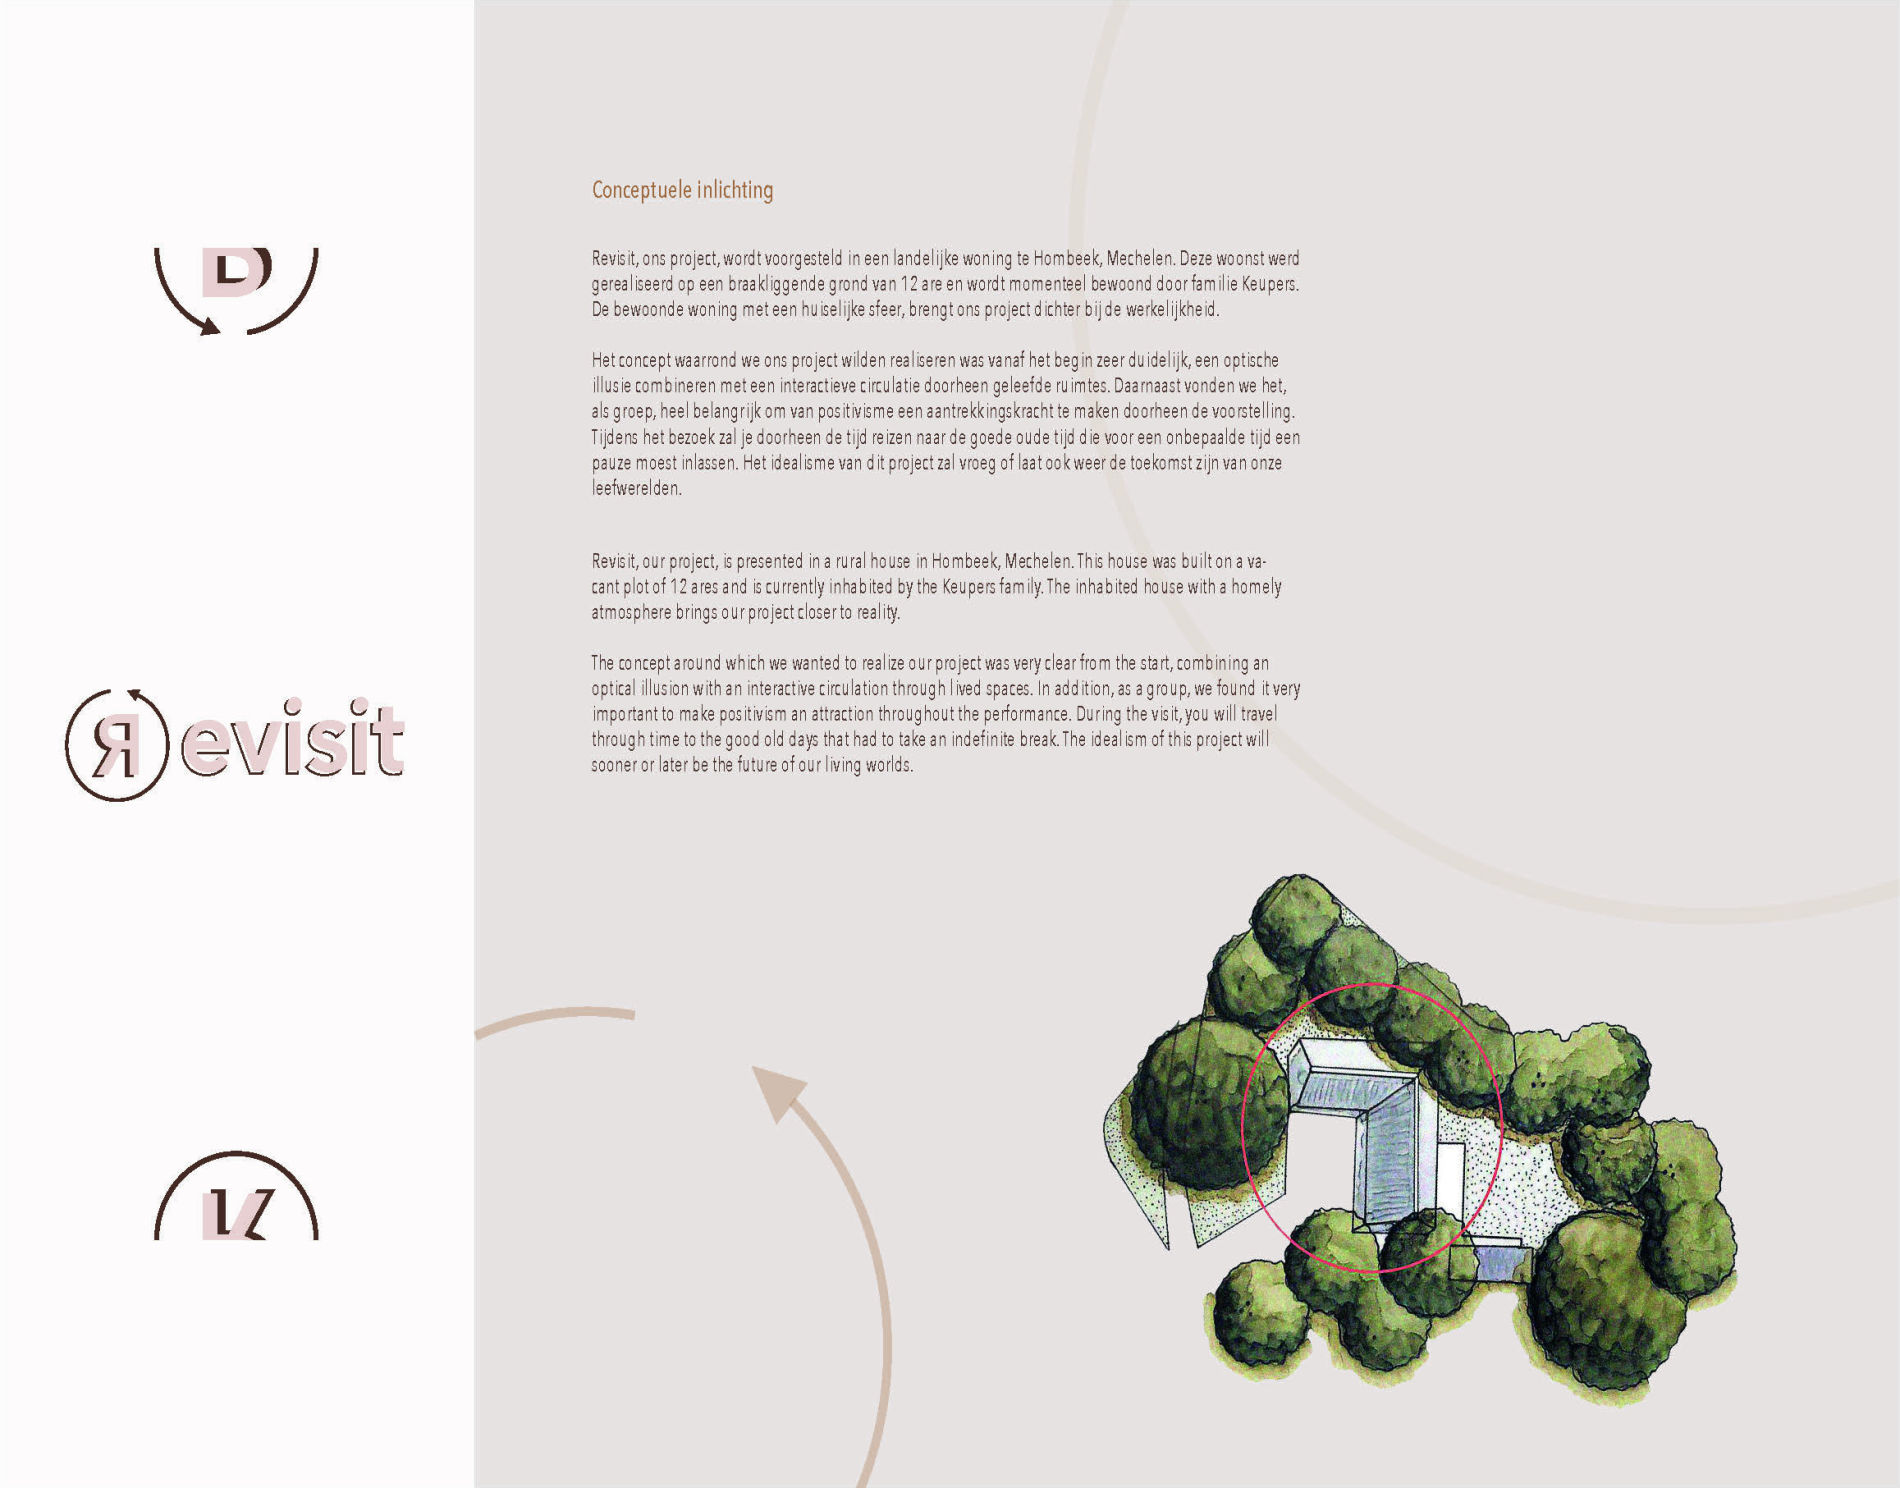 Conceptuele inlichting
Revisit, ons project, wordt voorgesteld in een landelijke woning te Hombeek, Mechelen. Deze woonst werd
gerealiseerd op een braakliggende grond van 12 are en wordt momenteel bewoond door familie Keupers.
De bewoonde woning met een huiselijke sfeer, brengt ons project dichter bij de werkelijkheid.
Het concept waarrond we ons project wilden realiseren was vanaf het begin zeer duidelijk, een optische
illusie combineren met een interactieve circulatie doorheen geleefde ruimtes. Daarnaast vonden we het,
als groep, heel belangrijk om van positivisme een aantrekkingskracht te maken doorheen de voorstelling.
Tijdens het bezoek zal je doorheen de tijd reizen naar de goede oude tijd die voor een onbepaalde tijd een
pauze moest inlassen. Het idealisme van dit project zal vroeg of laat ook weer de toekomst zijn van onze
leefwerelden.
Revisit, our project, is presented in a rural house in Hombeek, Mechelen. This house was built on a va-
cant plot of 12 ares and is currently inhabited by the Keupers family. The inhabited house with a homely
atmosphere brings our project closer to reality.
The concept around which we wanted to realize our project was very clear from the start, combining an
optical illusion with an interactive circulation through lived spaces. In addition, as a group, we found it very
important to make positivism an attraction throughout the performance. During the visit, you will travel
through time to the good old days that had to take an indefinite break. The idealism of this project will
sooner or later be the future of our living worlds.
Revisit